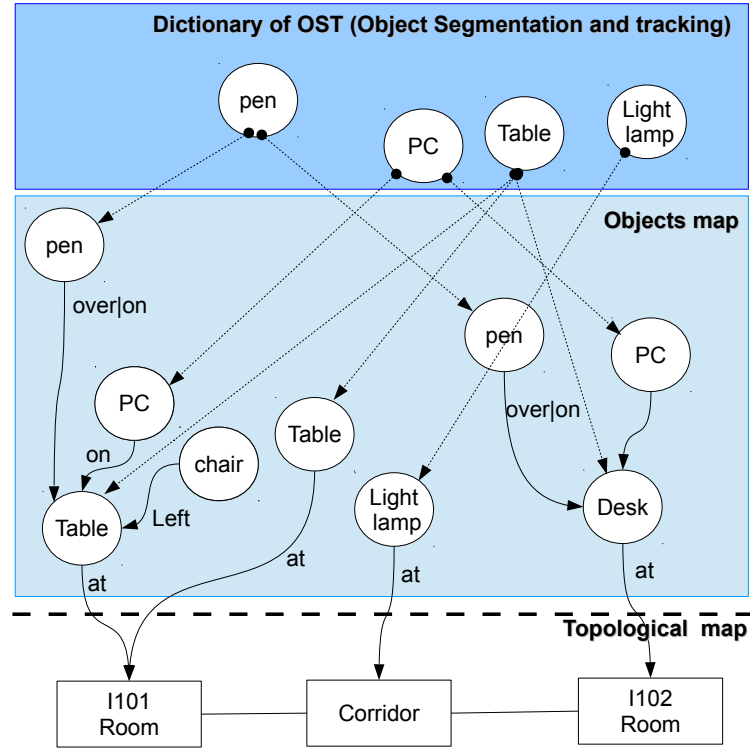 Dictionary of OST (Object Segmentation and tracking)
pen
PC
Table
Light
lamp
Objects map
pen
over|on
pen
PC
PC
over|on
Table
on
chair
Light
lamp
Left
Table
Desk
at
at
at
at
Topological map
I101
Room
Corridor
I102
Room